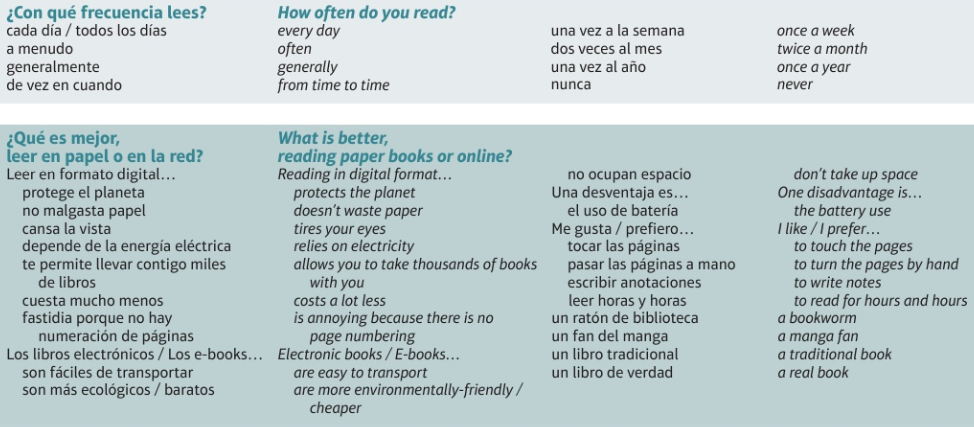 ¿Con qué frecuencia lees?
How often do you read?
cada día / todos los días
every day
a menudo
often
generalmente
generally
de vez en cuando
from time to time
una vez a la semana
once a week
dos veces al mes
twice a month
una vez al año
once a year
nunca
never
¿Qué es mejor,
leer en papel o en la red?
What is better,
reading paper books or online?
Leer en formato digital…
Reading in digital format…
protege el planeta
protects the planet
no malgasta papel
doesn't waste paper
cansa la vista
tires your eyes
depende de la energía eléctrica
relies on electricity
te permite llevar contigo miles
de libros
allows you to take thousands of books
with you
cuesta mucho menos
costs a lot less
fastidia porque no hay
numeración de páginas
is annoying because there is no
page numbering
Los libros electrónicos / Los e-books…
Electronic books / E-books…
son fáciles de transportar
are easy to transport
son más ecológicos / baratos
are more environmentally-friendly /
cheaper
no ocupan espacio
don't take up space
Una desventaja es…
One disadvantage is…
el uso de batería
the battery use
Me gusta / prefiero…
I like / I prefer…
tocar las páginas
to touch the pages
pasar las páginas a mano
to turn the pages by hand
escribir anotaciones
to write notes
leer horas y horas
to read for hours and hours
un ratón de biblioteca
a bookworm
un fan del manga
a manga fan
un libro tradicional
a traditional book
un libro de verdad
a real book